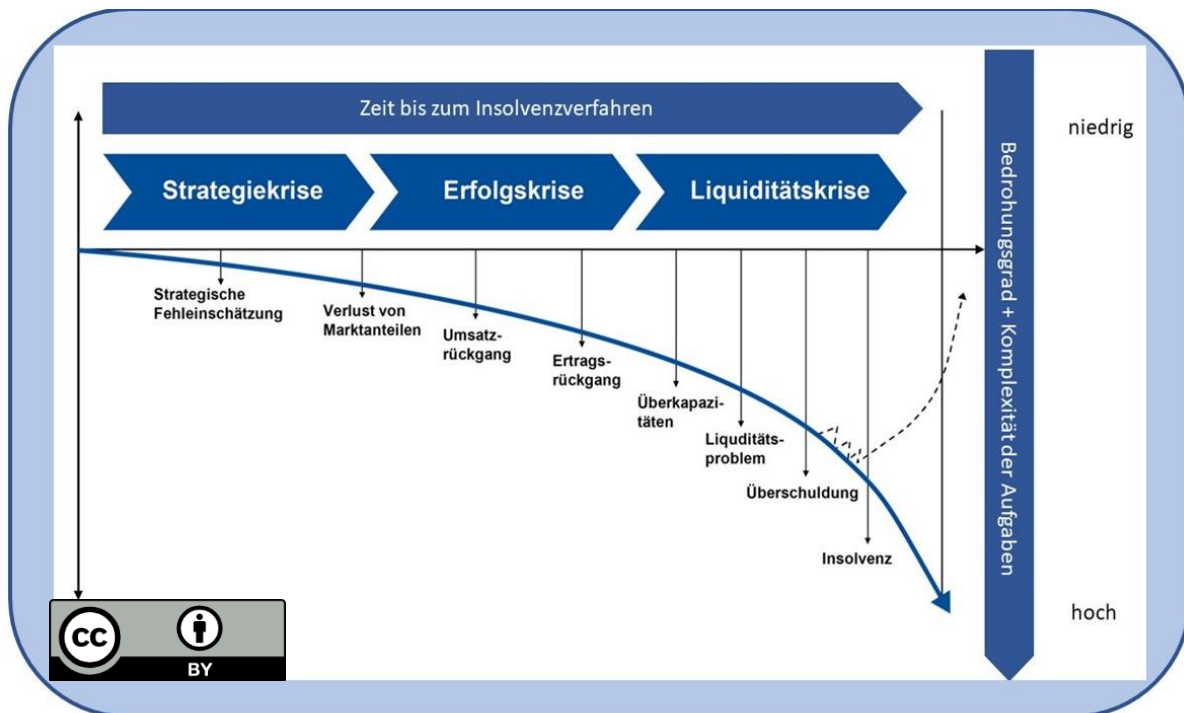 Zeit bis zum Insolvenzverfahren
niedrig
Strategiekrise
Erfolgskrise
Liquiditätskrise
Strategische
Fehleinschätzung
Verlust von
Marktanteilen
Umsatz-
rückgang
Ertrags-
rückgang
Überkapazi-
täten
Liquditäts-
problem
Überschuldung
Insolvenz
Bedrohungsgrad + Komplexität der Aufgaben
hoch
CC
BY